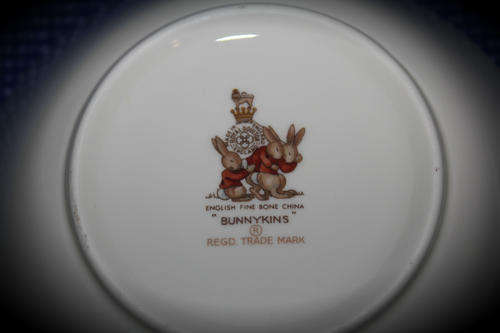 ENGLISH FINE BONE CHINA
"BUNNYKINS"
®
REGD. TRADE MARK